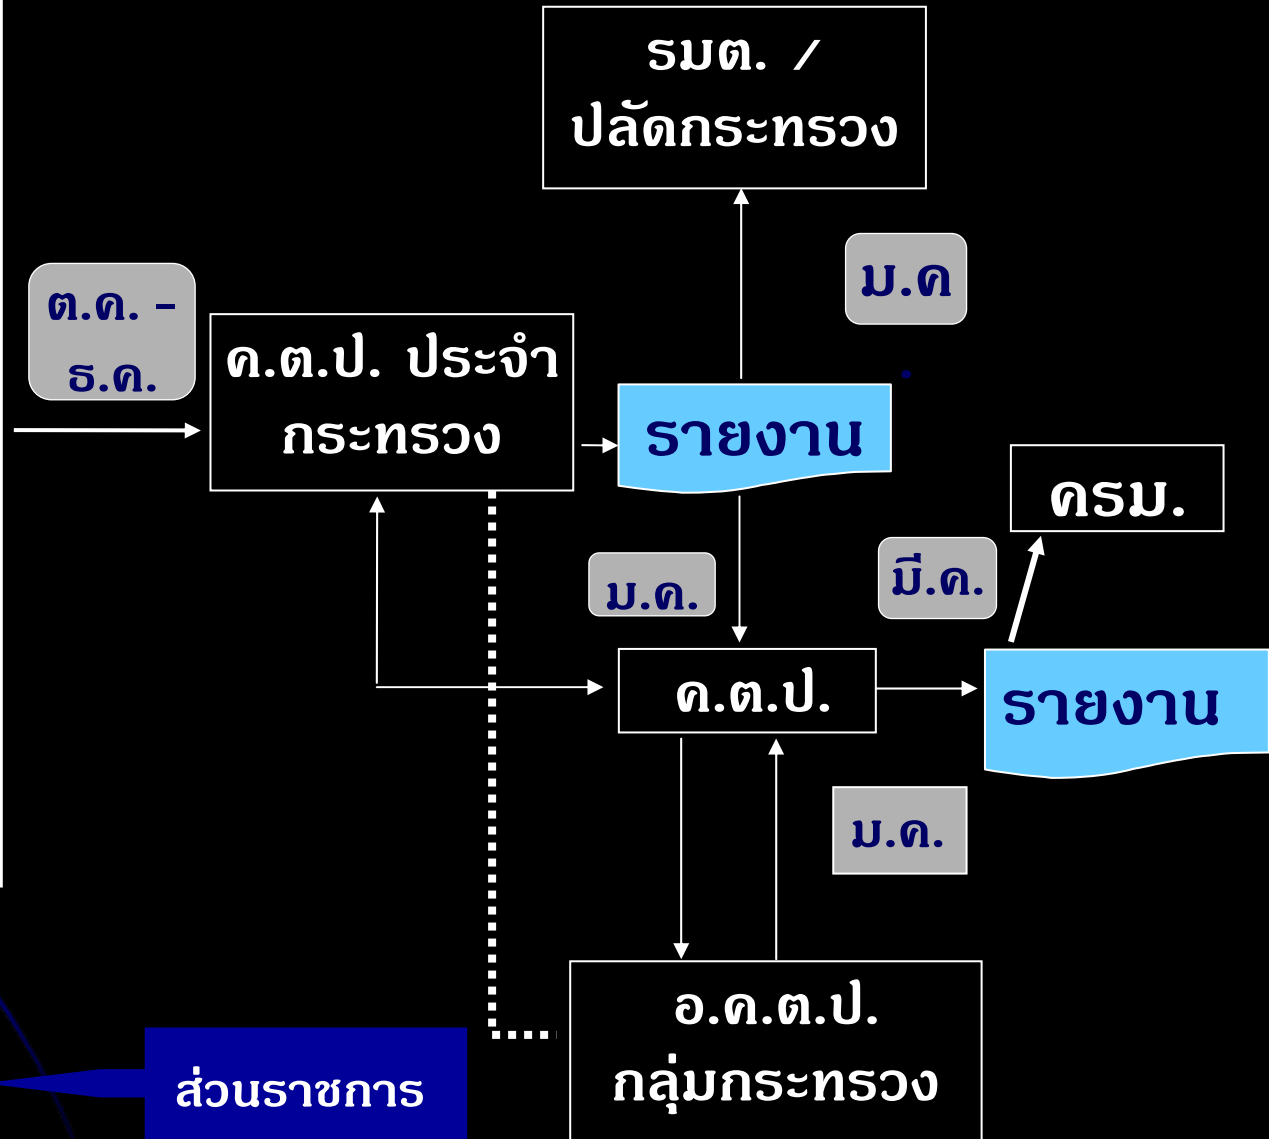 รมต. /
ปลัดกระทรวง
ม.ค
.
ต.ค. –
ธ.ค.
ค.ต.ป. ประจำ
กระทรวง
รายงาน
ครม.
ม.ค.
มี.ค.
ค.ต.ป.
รายงาน
ม.ค.
อ.ค.ต.ป.
กลุ่มกระทรวง
ส่วนราชการ